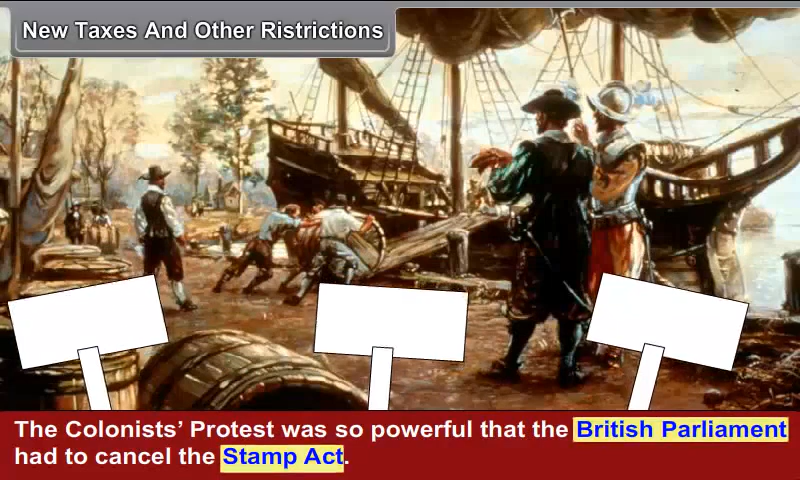 New Taxes And Other Ristrictions
The Colonists’ Protest was so powerful that the British Parliament
had to cancel the Stamp Act.